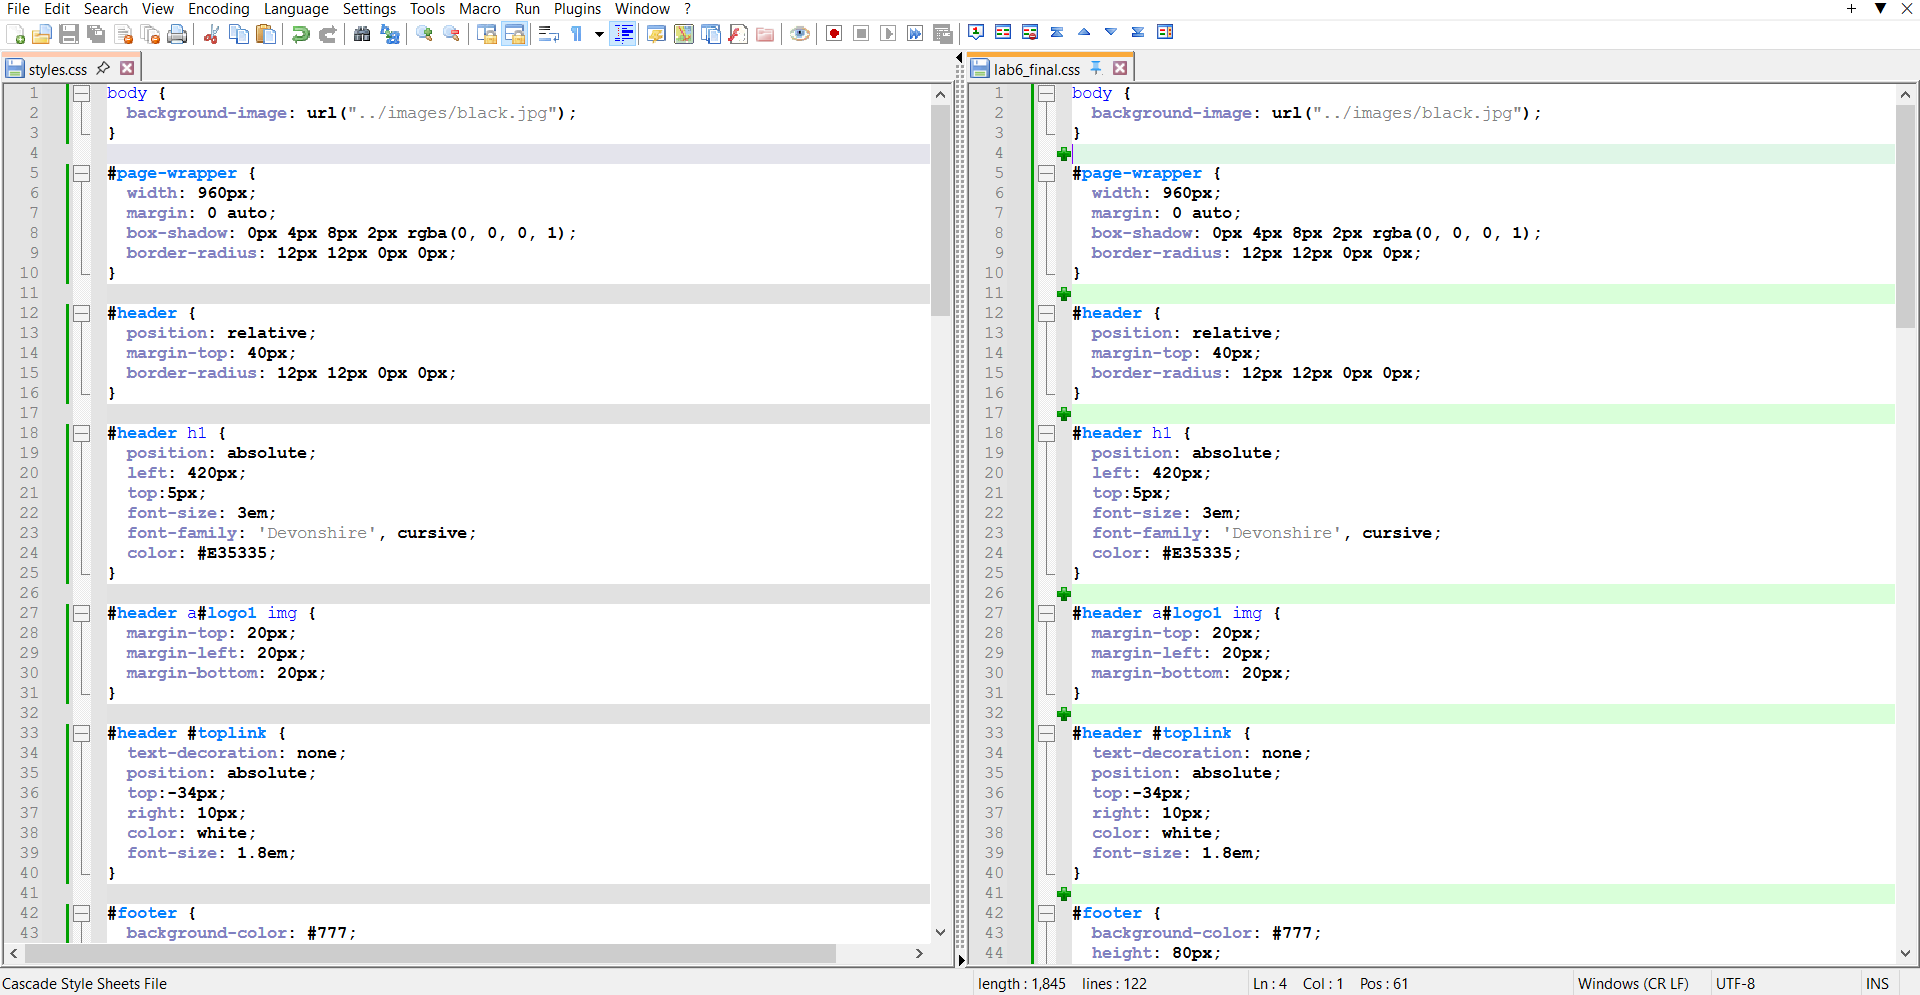 File Edit Search View Encoding Language Settings Tools Macro Run Plugins Window ?
styles.css
1 body {
2 background-image: url("../images/black.jpg");
3 }
4
5 #page-wrapper {
6 width: 960px;
7 margin: 0 auto;
8 box-shadow: 0px 4px 8px 2px rgba(0, 0, 0, 1);
9 border-radius: 12px 12px 0px 0px;
10 }
11
12 #header {
13 position: relative;
14 margin-top: 40px;
15 border-radius: 12px 12px 0px 0px;
16 }
17
18 #header h1 {
19 position: absolute;
20 left: 420px;
21 top:5px;
22 font-size: 3em;
23 font-family: 'Devonshire', cursive;
24 color: #E35335;
25 }
26
27 #header a#logo1 img {
28 margin-top: 20px;
29 margin-left: 20px;
30 margin-bottom: 20px;
31 }
32
33 #header #toplink {
34 text-decoration: none;
35 position: absolute;
36 top:-34px;
37 right: 10px;
38 color: white;
39 font-size: 1.8em;
40 }
41
42 #footer {
43 background-color: #777;
lab6_final.css
1 body {
2 background-image: url("../images/black.jpg");
3 }
4
5 #page-wrapper {
6 width: 960px;
7 margin: 0 auto;
8 box-shadow: 0px 4px 8px 2px rgba(0, 0, 0, 1);
9 border-radius: 12px 12px 0px 0px;
10 }
11
12 #header {
13 position: relative;
14 margin-top: 40px;
15 border-radius: 12px 12px 0px 0px;
16 }
17
18 #header h1 {
19 position: absolute;
20 left: 420px;
21 top:5px;
22 font-size: 3em;
23 font-family: 'Devonshire', cursive;
24 color: #E35335;
25 }
26
27 #header a#logo1 img {
28 margin-top: 20px;
29 margin-left: 20px;
30 margin-bottom: 20px;
31 }
32
33 #header #toplink {
34 text-decoration: none;
35 position: absolute;
36 top:-34px;
37 right: 10px;
38 color: white;
39 font-size: 1.8em;
40 }
41
42 #footer {
43 background-color: #777;
44 height: 80px;
Cascade Style Sheets File length : 1,845 lines : 122 Ln : 4 Col : 1 Pos : 61 Windows (CR LF) UTF-8 INS